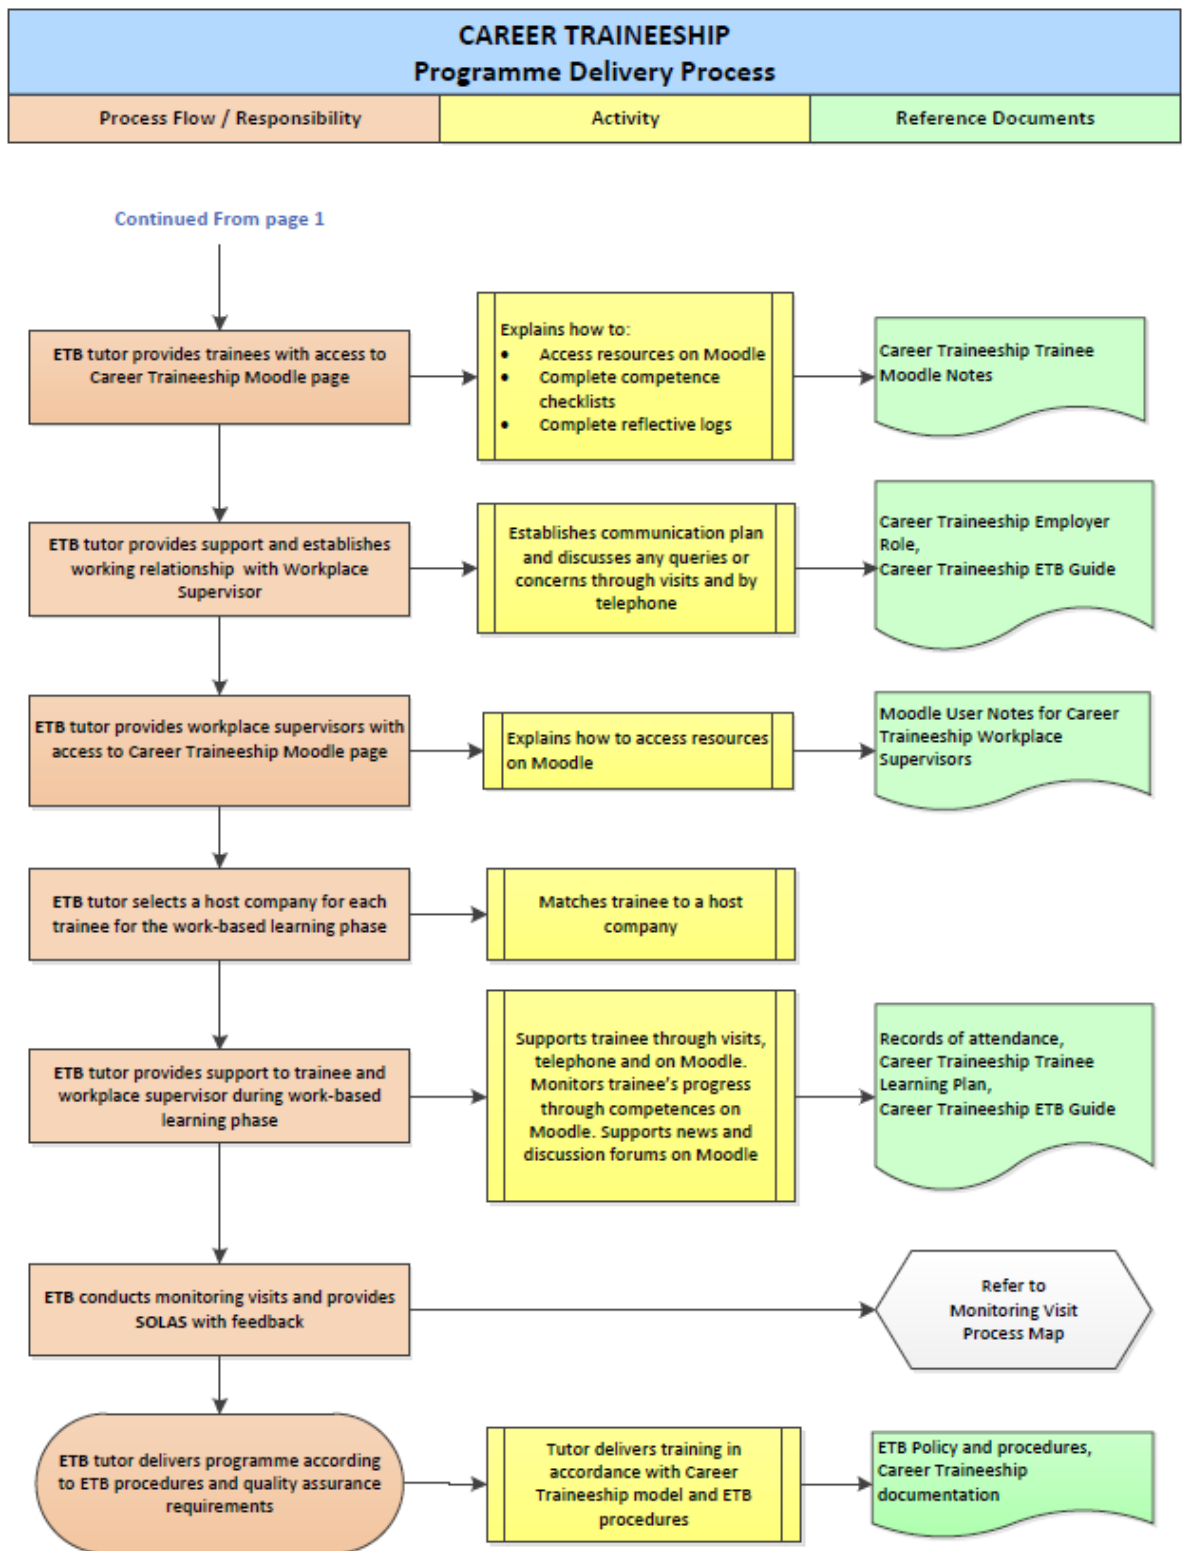 CAREER TRAINEESHIP
Programme Delivery Process
Process Flow / Responsibility
Activity
Reference Documents
Continued From page 1
ETB tutor provides trainees with access to
Career Traineeship Moodle page
Explains how to:
• Access resources on Moodle
• Complete competence
checklists
• Complete reflective logs
Career Traineeship Trainee
Moodle Notes
ETB tutor provides support and establishes
working relationship with Workplace
Supervisor
Establishes communication plan
and discusses any queries or
concerns through visits and by
telephone
Career Traineeship Employer
Role,
Career Traineeship ETB Guide
ETB tutor provides workplace supervisors with
access to Career Traineeship Moodle page
Explains how to access resources
on Moodle
Moodle User Notes for Career
Traineeship Workplace
Supervisors
ETB tutor selects a host company for each
trainee for the work-based learning phase
Matches trainee to a host
company
ETB tutor provides support to trainee and
workplace supervisor during work-based
learning phase
Supports trainee through visits,
telephone and on Moodle.
Monitors trainee's progress
through competences on
Moodle. Supports news and
discussion forums on Moodle
Records of attendance,
Career Traineeship Trainee
Learning Plan,
Career Traineeship ETB Guide
ETB conducts monitoring visits and provides
SOLAS with feedback
Refer to
Monitoring Visit
Process Map
ETB tutor delivers programme according
to ETB procedures and quality assurance
requirements
Tutor delivers training in
accordance with Career
Traineeship model and ETB
procedures
ETB Policy and procedures,
Career Traineeship
documentation